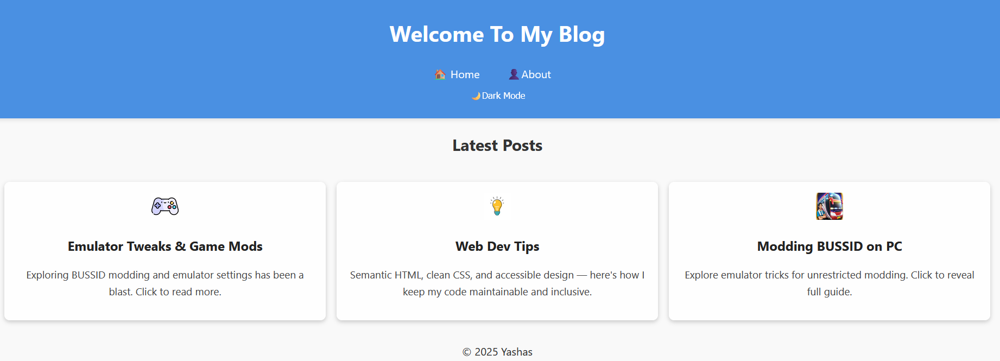 Welcome To My Blog
🏠 Home 👤About
🌙Dark Mode
Latest Posts
Emulator Tweaks & Game Mods
Exploring BUSSID modding and emulator settings has been a
blast. Click to read more.
Web Dev Tips
Semantic HTML, clean CSS, and accessible design — here's how I
keep my code maintainable and inclusive.
Modding BUSSID on PC
Explore emulator tricks for unrestricted modding. Click to reveal
full guide.
© 2025 Yashas